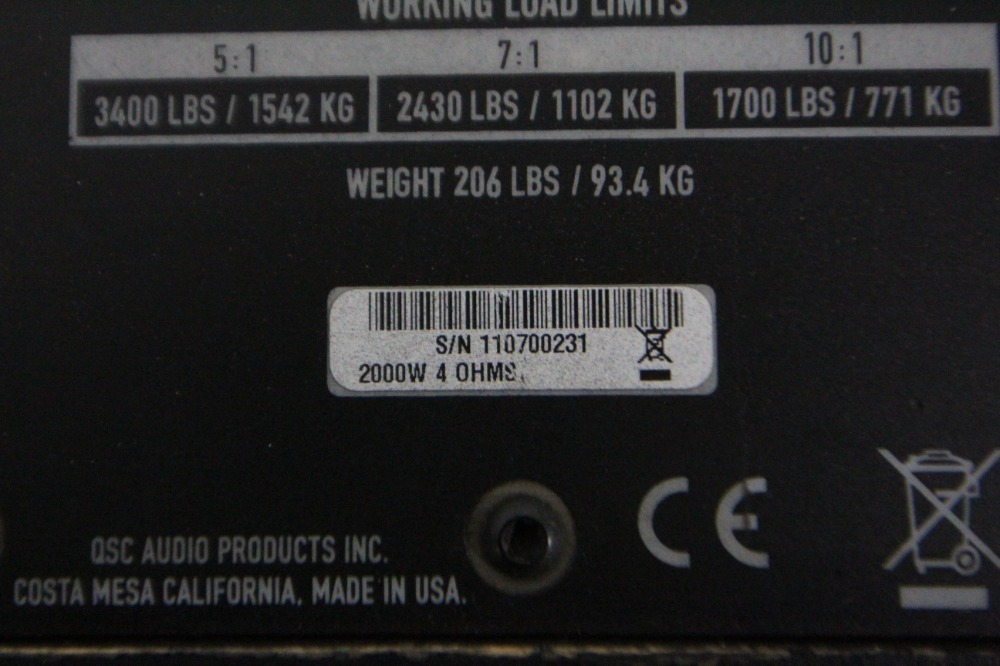 WORKING LOAD LIMITS
5:1 7:1 10:1
3400 LBS / 1542 KG 2430 LBS / 1102 KG 1700 LBS / 771 KG
WEIGHT 206 LBS / 93.4 KG
S/N 110700231
2000W 4 OHMS.
CE
QSC AUDIO PRODUCTS INC.
COSTA MESA CALIFORNIA, MADE IN USA.